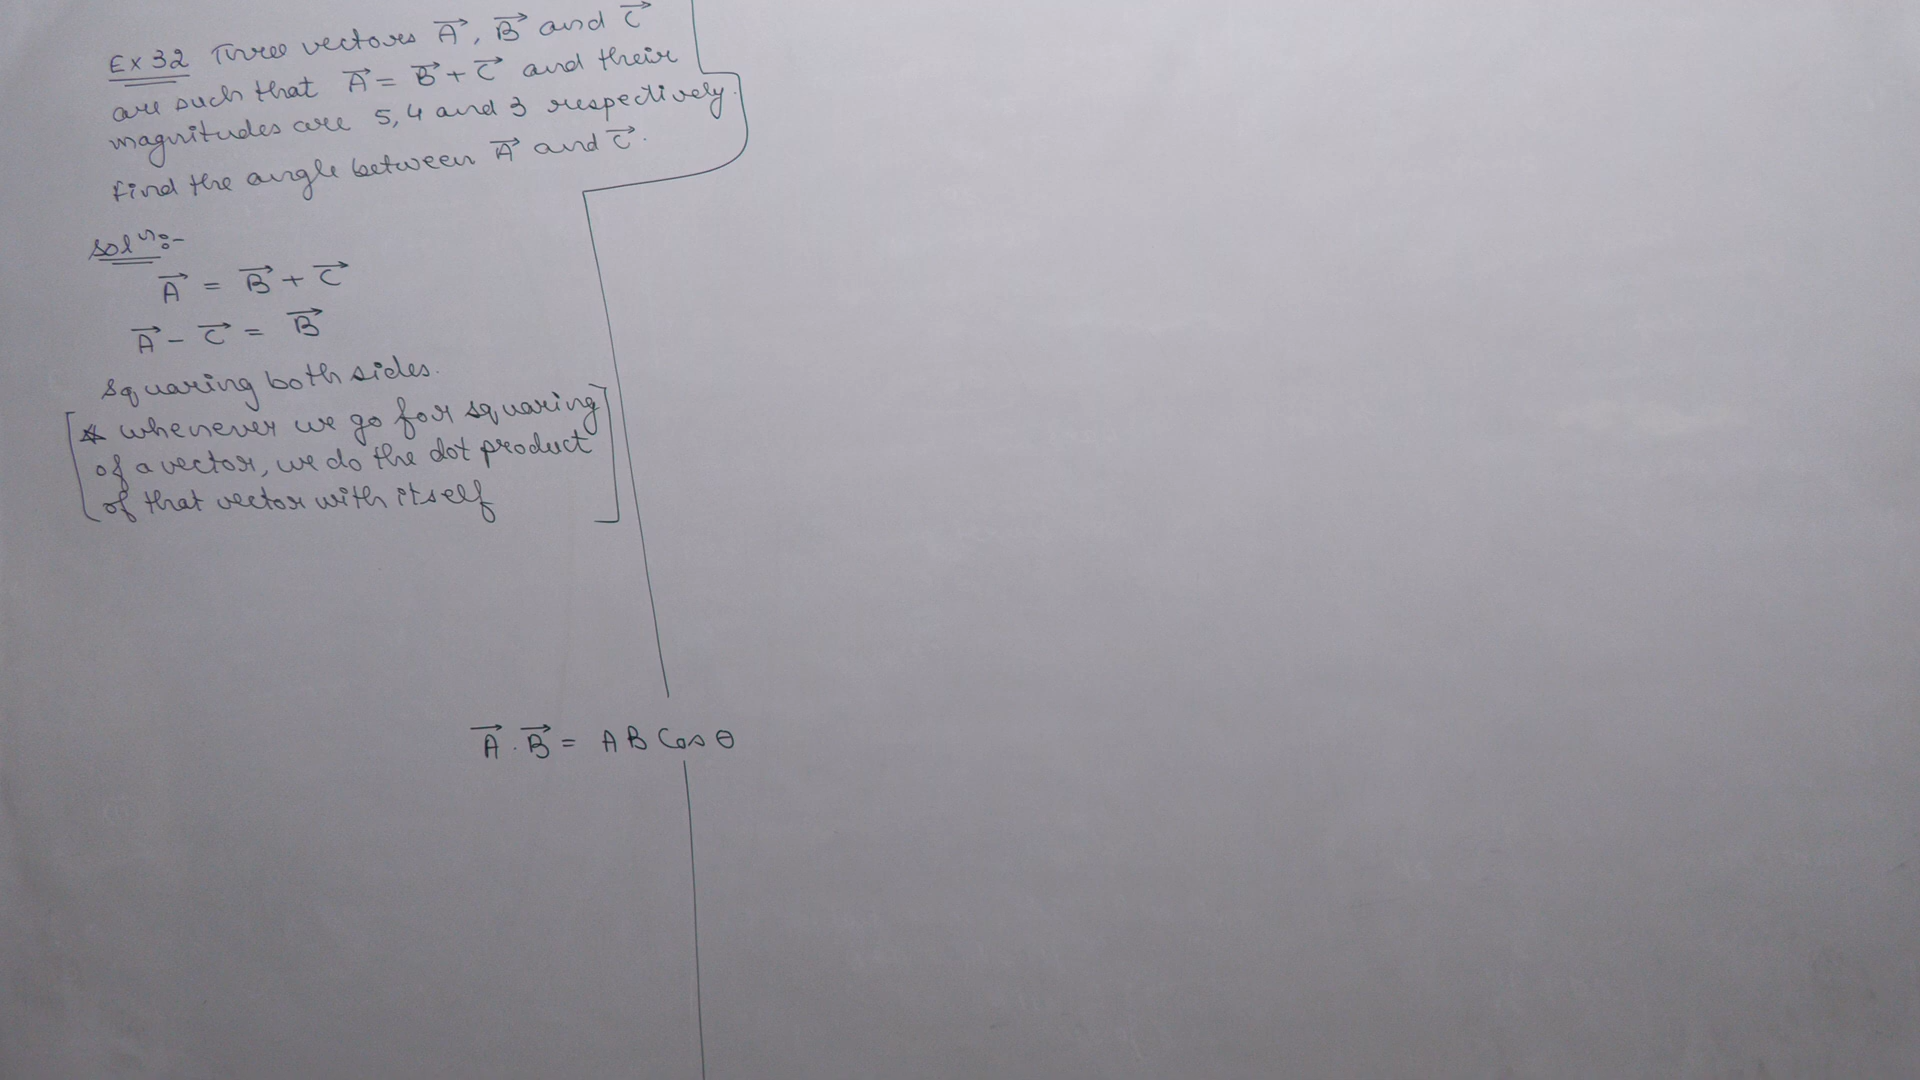 Ex 32 Three vectors A⃗, B⃗ and C⃗
are such that A⃗ = B⃗ + C⃗ and their
magnitudes are 5, 4 and 3 respectively.
find the angle between A⃗ and C⃗.
Solⁿ:-
A⃗ = B⃗ + C⃗
A⃗ - C⃗ = B⃗
Squaring both sides.
[* whenever we go for squaring
of a vector, we do the dot product
of that vector with itself]
A⃗ . B⃗ = A B Cos θ